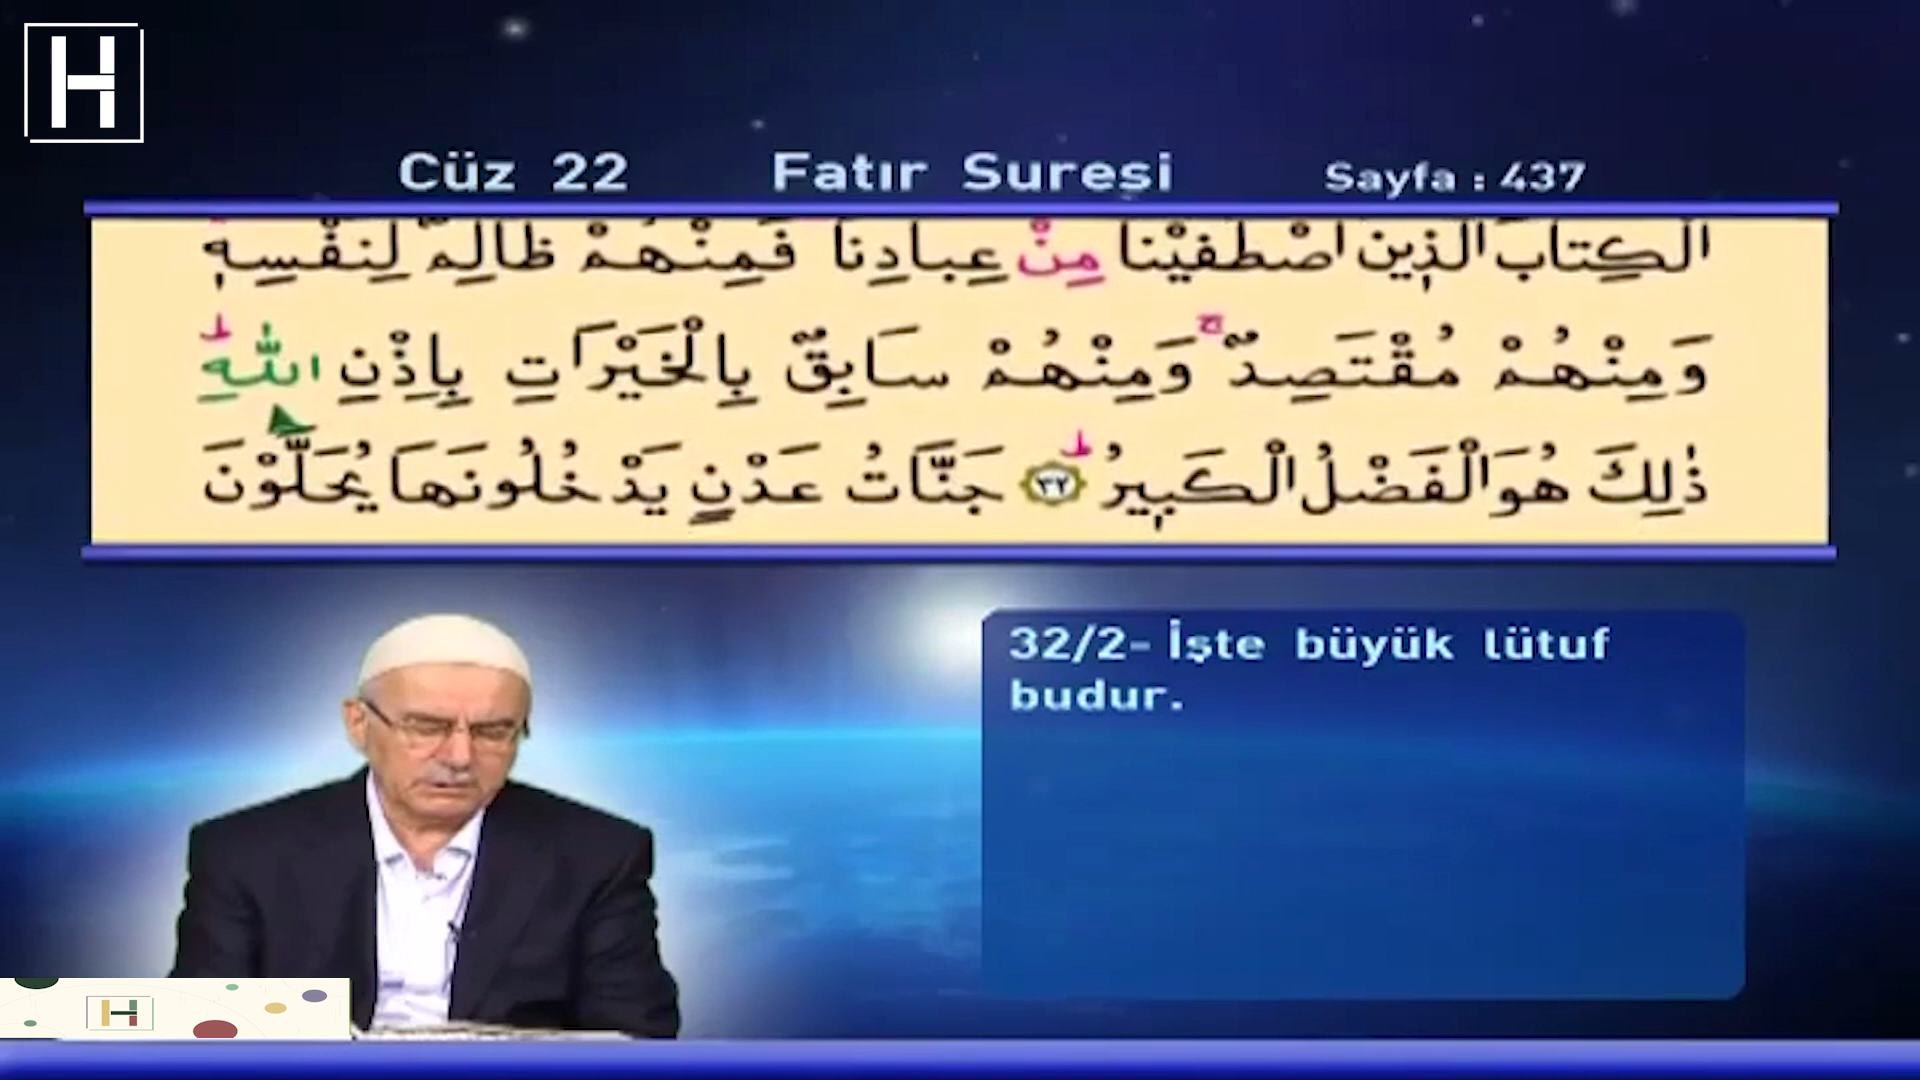 H
Cüz 22 Fatır Suresi Sayfa : 437
الْكِتَابَ الَّذ۪ينَ اصْطَفَيْنَا مِنْ عِبَادِنَا فَمِنْهُمْ ظَالِمٌ لِنَفْسِه۪
وَمِنْهُمْ مُقْتَصِدٌ ۚ وَمِنْهُمْ سَابِقٌ بِالْخَيْرَاتِ بِاِذْنِ اللّٰهِ ۜ
ذٰلِكَ هُوَ الْفَضْلُ الْكَب۪يرُ ۜ ﴿٣٢﴾ جَنَّاتُ عَدْنٍ يَدْخُلُونَهَا يُحَلَّوْنَ
32/2- İşte büyük lütuf
budur.
H